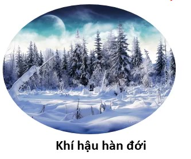 Khí hậu hàn đới